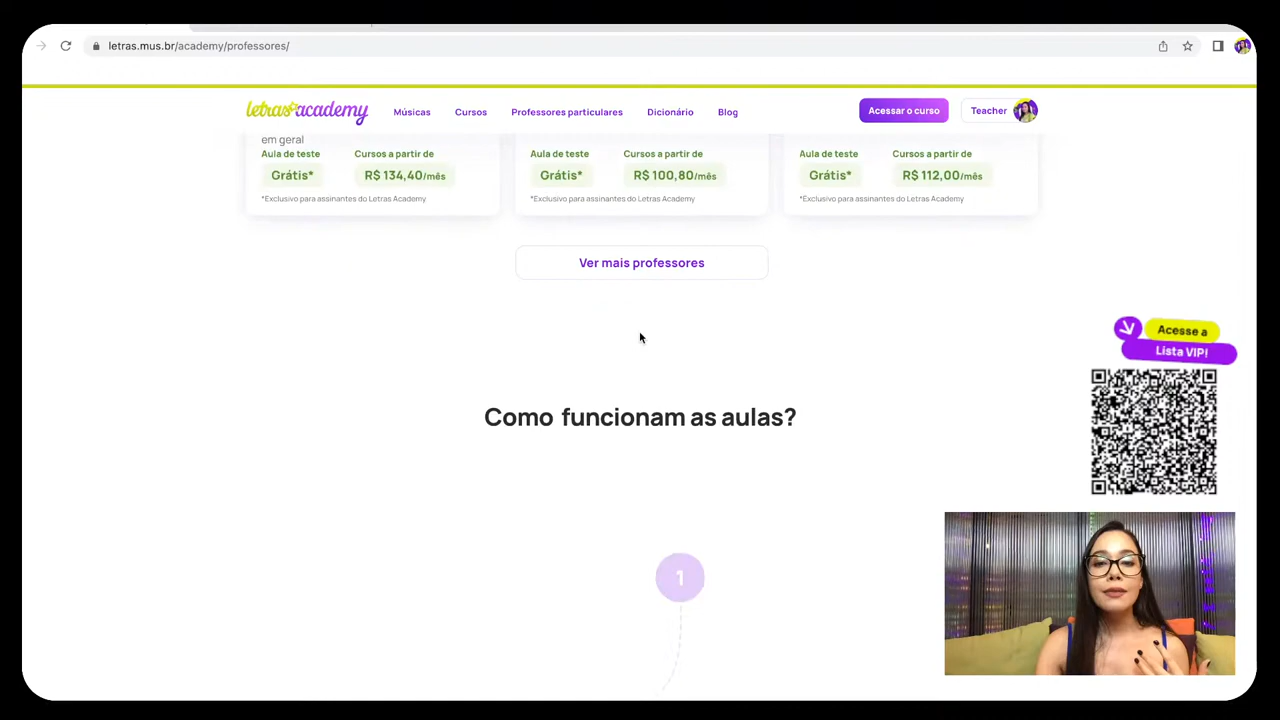 letras.mus.br/academy/professores/
letras academy
Músicas
Cursos
Professores particulares
Dicionário
Blog
Acessar o curso
Teacher
em geral
Aula de teste
Cursos a partir de
Grátis*
R$ 134,40/mês
*Exclusivo para assinantes do Letras Academy
Aula de teste
Cursos a partir de
Grátis*
R$ 100,80/mês
*Exclusivo para assinantes do Letras Academy
Aula de teste
Cursos a partir de
Grátis*
R$ 112,00/mês
*Exclusivo para assinantes do Letras Academy
Ver mais professores
Acesse a
Lista VIP!
Como funcionam as aulas?
1